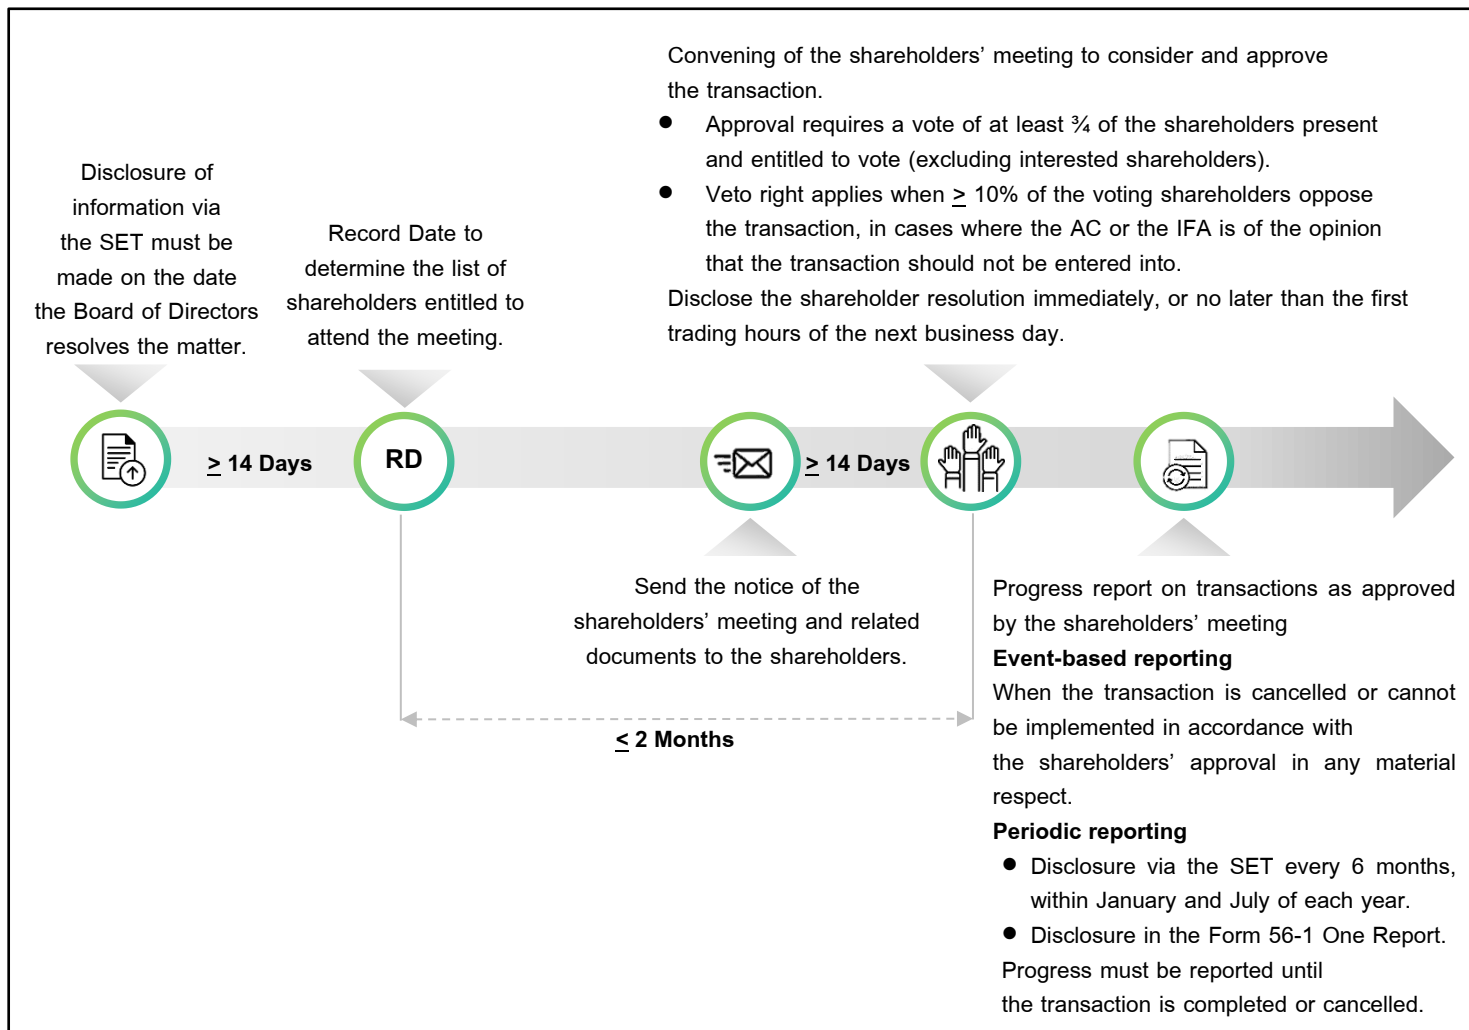 Disclosure of
information via
the SET must be
made on the date
the Board of Directors
resolves the matter.
Record Date to
determine the list of
shareholders entitled to
attend the meeting.
Convening of the shareholders’ meeting to consider and approve
the transaction.
● Approval requires a vote of at least ¾ of the shareholders present
and entitled to vote (excluding interested shareholders).
● Veto right applies when ≥ 10% of the voting shareholders oppose
the transaction, in cases where the AC or the IFA is of the opinion
that the transaction should not be entered into.
Disclose the shareholder resolution immediately, or no later than the first
trading hours of the next business day.
≥ 14 Days
RD
≥ 14 Days
Send the notice of the
shareholders’ meeting and related
documents to the shareholders.
≤ 2 Months
Progress report on transactions as approved
by the shareholders’ meeting
Event-based reporting
When the transaction is cancelled or cannot
be implemented in accordance with
the shareholders’ approval in any material
respect.
Periodic reporting
● Disclosure via the SET every 6 months,
within January and July of each year.
● Disclosure in the Form 56-1 One Report.
Progress must be reported until
the transaction is completed or cancelled.